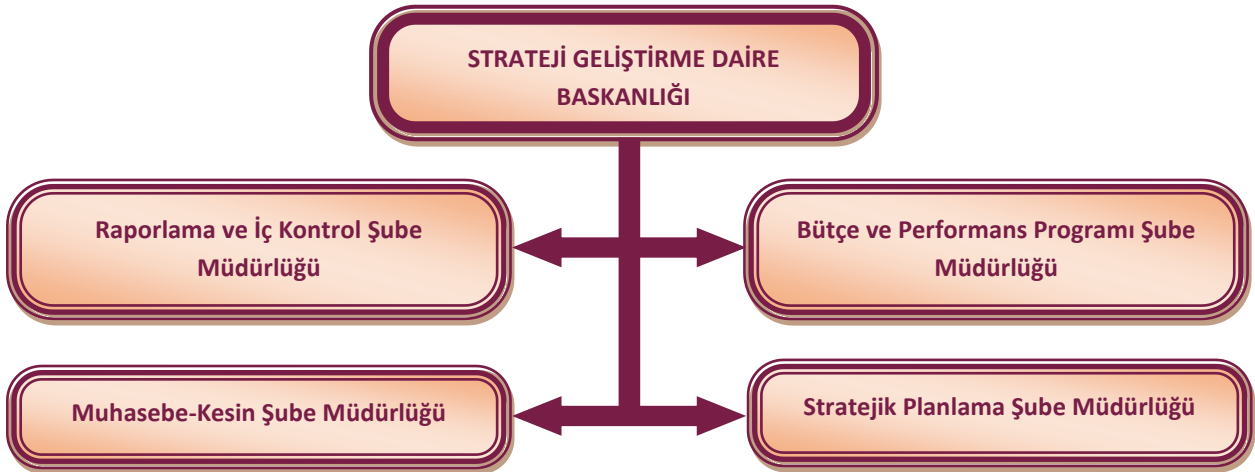 STRATEJİ GELİŞTİRME DAİRE
BASKANLIĞI
Raporlama ve İç Kontrol Şube
Müdürlüğü
Bütçe ve Performans Programı Şube
Müdürlüğü
Muhasebe-Kesin Şube Müdürlüğü
Stratejik Planlama Şube Müdürlüğü